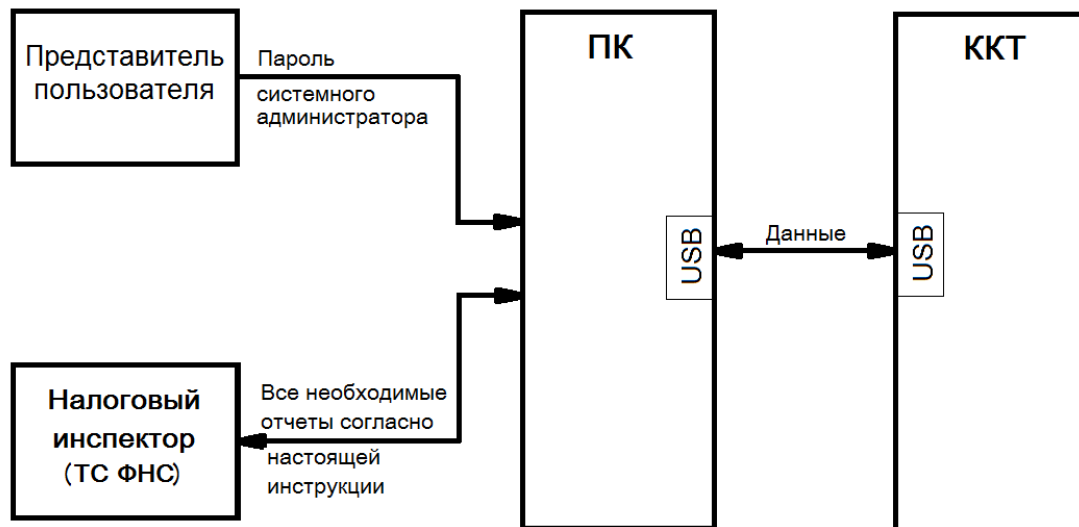 Представитель
пользователя
Пароль
системного
администратора
ПК
ККТ
USB
Данные
USB
Налоговый
инспектор
(ТС ФНС)
Все необходимые
отчеты согласно
настоящей
инструкции